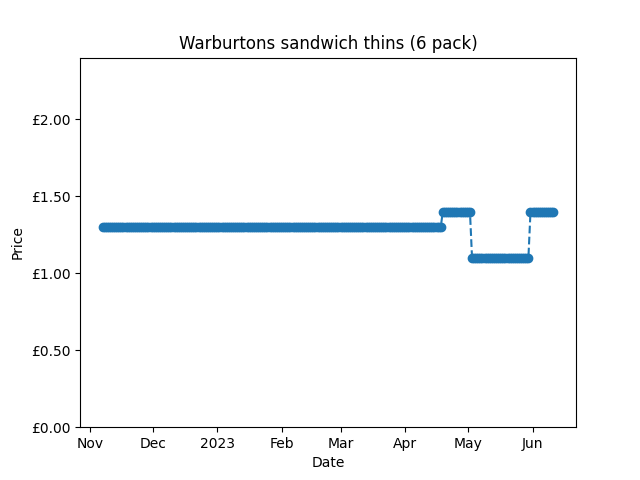 Warburtons sandwich thins (6 pack)
£2.00
£1.50
£1.00
£0.50
£0.00
Price
Nov Dec 2023 Feb Mar Apr May Jun
Date